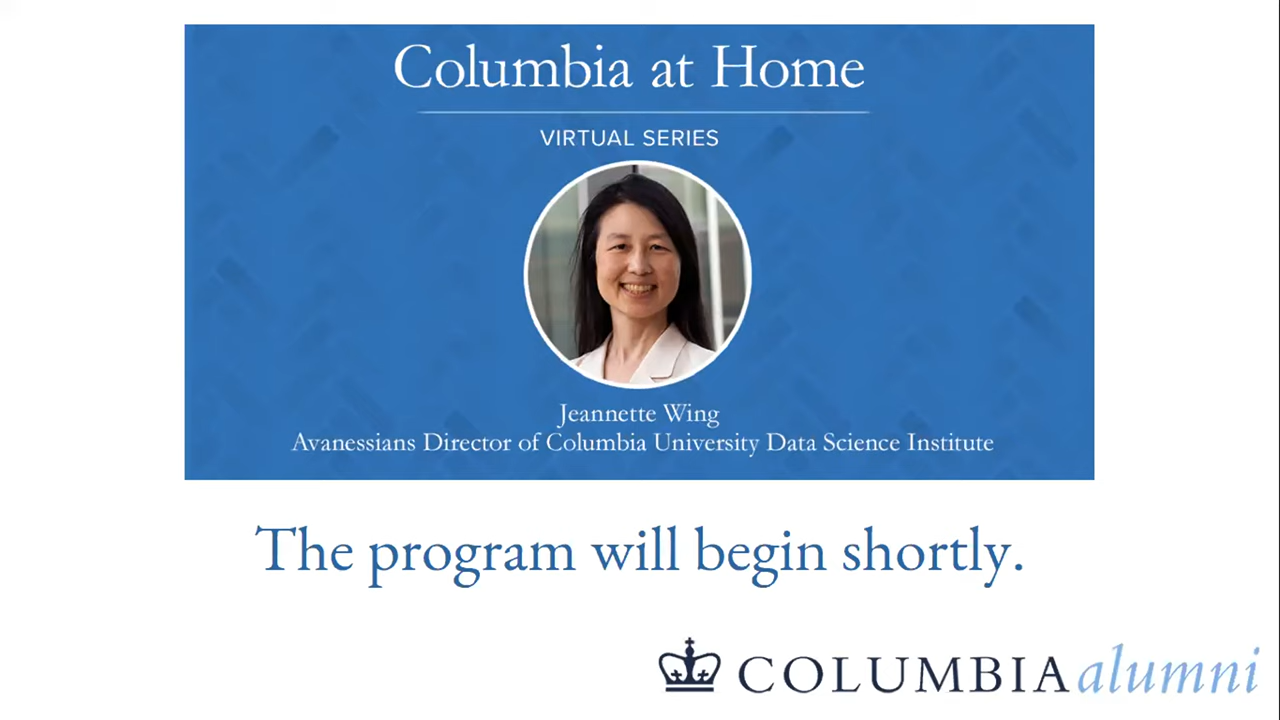 Columbia at Home
VIRTUAL SERIES
Jeannette Wing
Avanessians Director of Columbia University Data Science Institute
The program will begin shortly.
COLUMBIA alumni